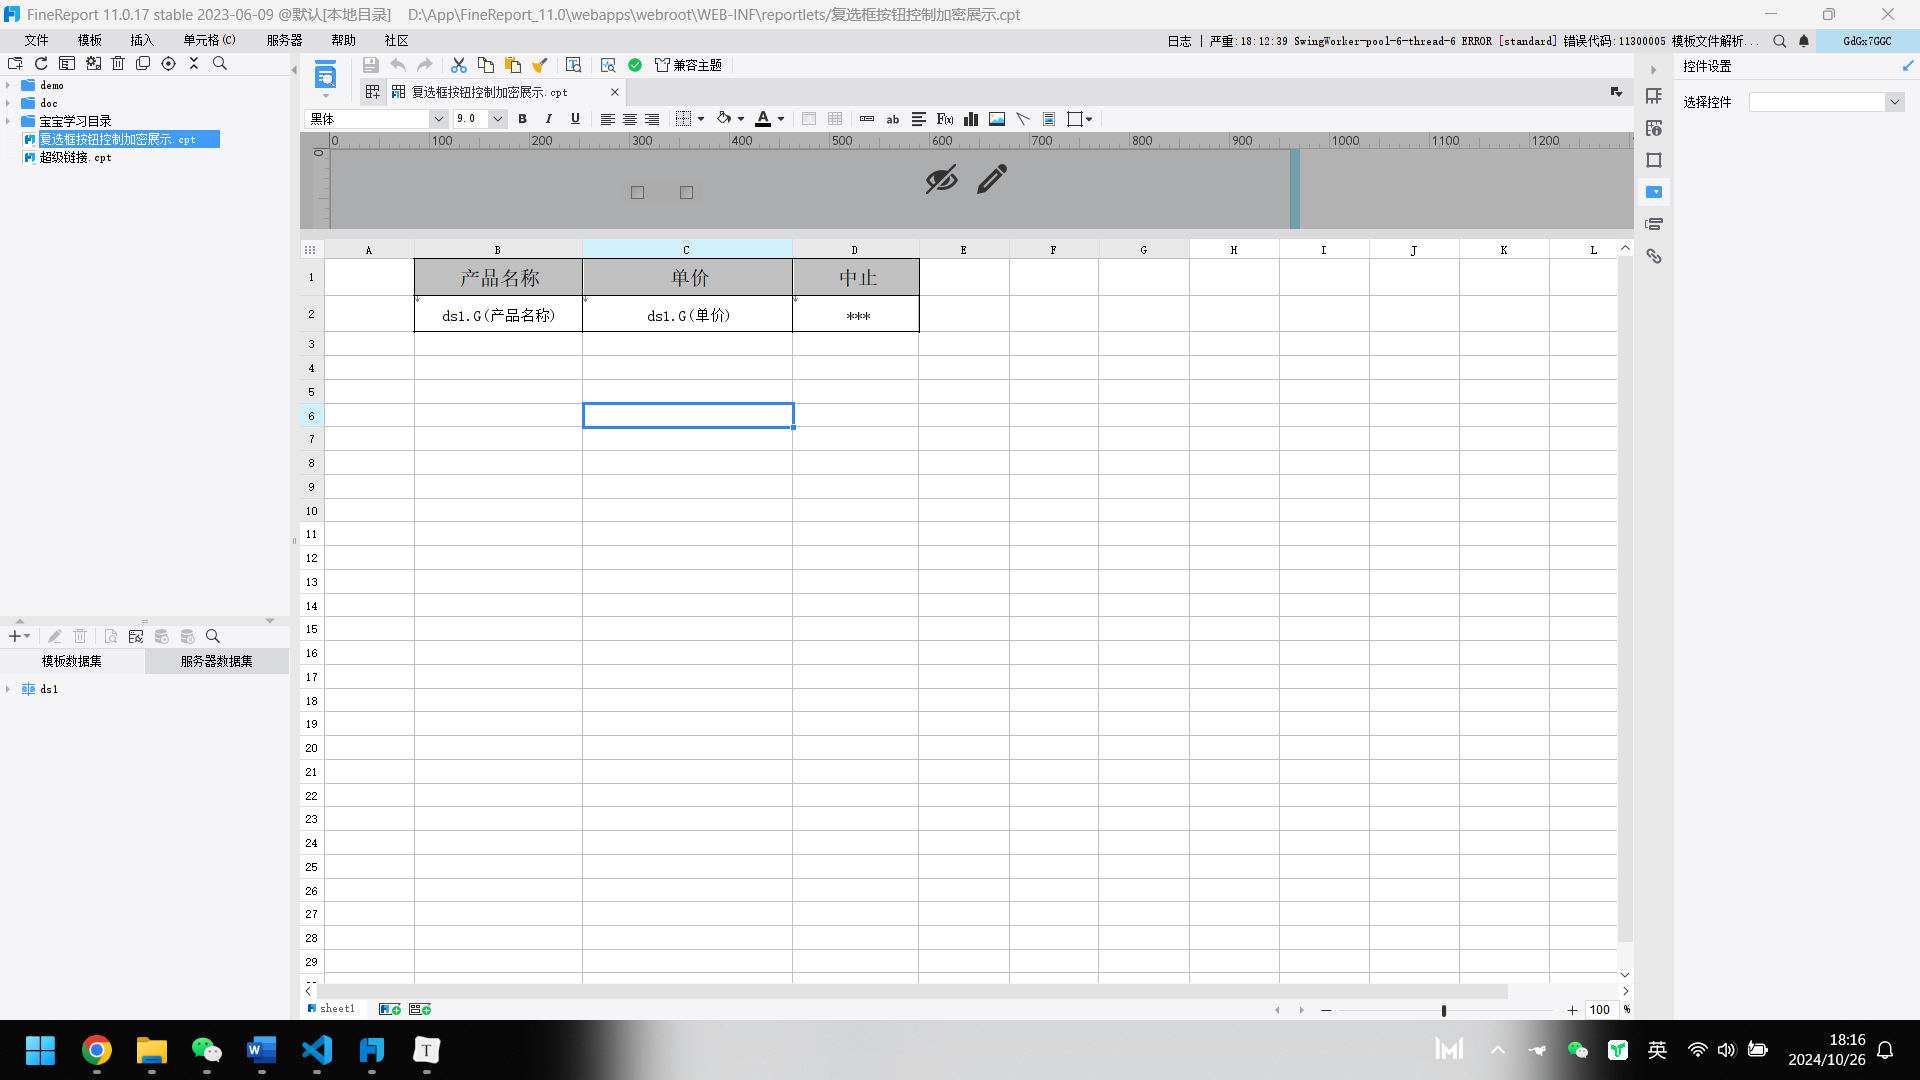 FineReport 11.0.17 stable 2023-06-09 @默认[本地目录]    D:\App\FineReport_11.0\webapps\webroot\WEB-INF\reportlets/复选框按钮控制加密展示.cpt
文件 模板 插入 单元格(C) 服务器 帮助 社区
日志 | 严重:18:12:39 SwingWorker-pool-6-thread-6 ERROR [standard] 错误代码:11300005 模板文件解析...
GdGx7GGC
demo
doc
宝宝学习目录
复选框按钮控制加密展示.cpt
超级链接.cpt
兼容主题
复选框按钮控制加密展示.cpt
黑体 9.0 B I U
A ab F(x)
控件设置
选择控件
0 100 200 300 400 500 600 700 800 900 1000 1100 1200
0
A B C D E F G H I J K L
1 产品名称 单价 中止
2 ds1.G(产品名称) ds1.G(单价) ***
3
4
5
6
7
8
9
10
11
12
13
14
15
16
17
18
19
20
21
22
23
24
25
26
27
28
29
模板数据集 服务器数据集
ds1
sheet1
100 %
W T
英
18:16
2024/10/26